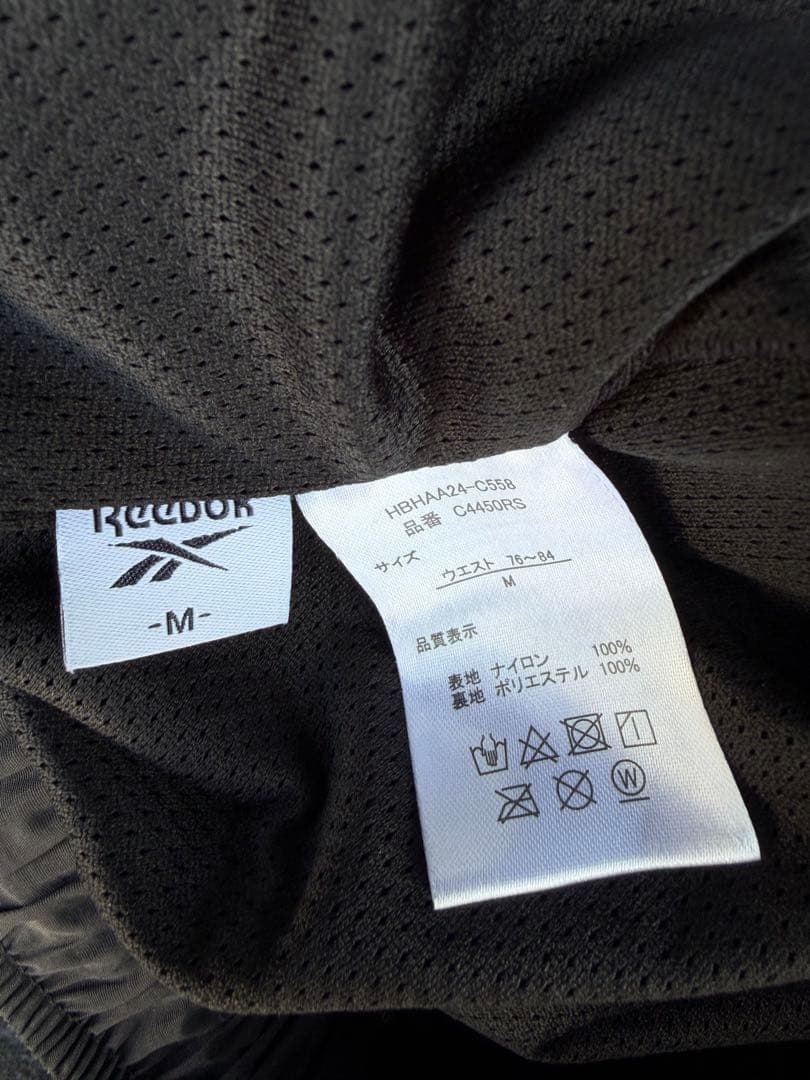 Reebok
-M-
HBHAA24-C558
品番 C4450RS
サイズ
ウエスト 76～84
M
品質表示
表地 ナイロン 100%
裏地 ポリエステル 100%
W